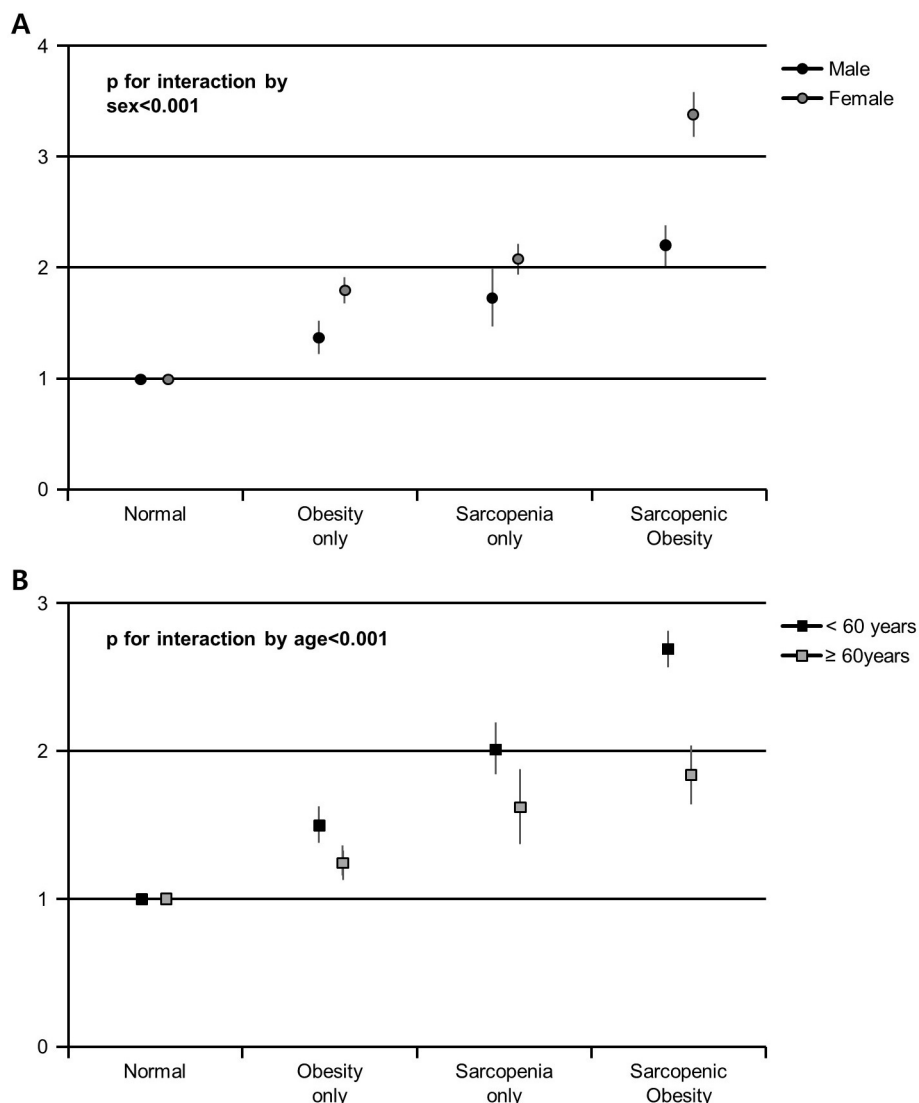 A
4
p for interaction by
sex<0.001
Male
Female
3
2
1
0
Normal
Obesity
only
Sarcopenia
only
Sarcopenic
Obesity
B
3
p for interaction by age<0.001
< 60 years
≥ 60years
2
1
0
Normal
Obesity
only
Sarcopenia
only
Sarcopenic
Obesity